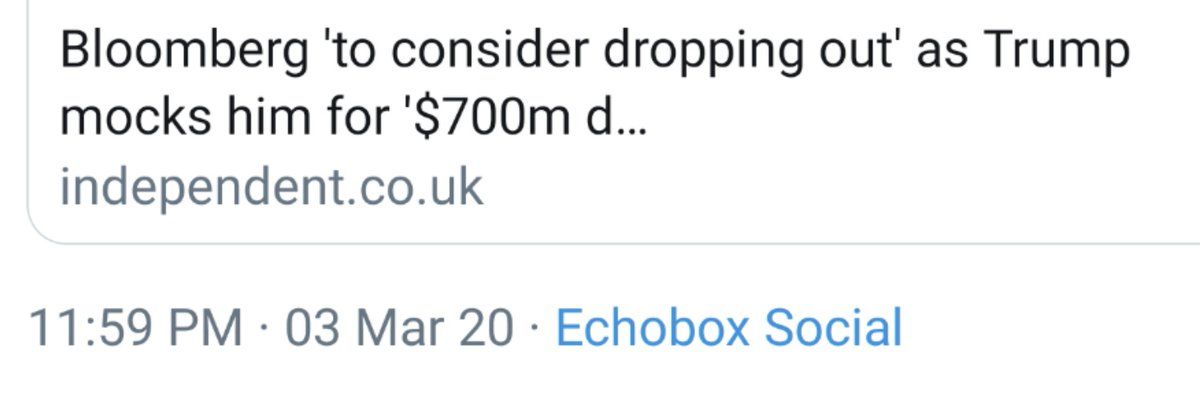 Bloomberg 'to consider dropping out' as Trump
mocks him for '$700m d...
independent.co.uk
11:59 PM · 03 Mar 20 · Echobox Social